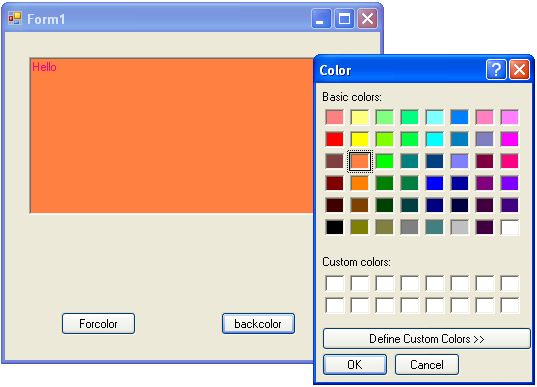 Form1
Hello
Forcolor
backcolor
Color
Basic colors:
Custom colors:
Define Custom Colors >>
OK
Cancel